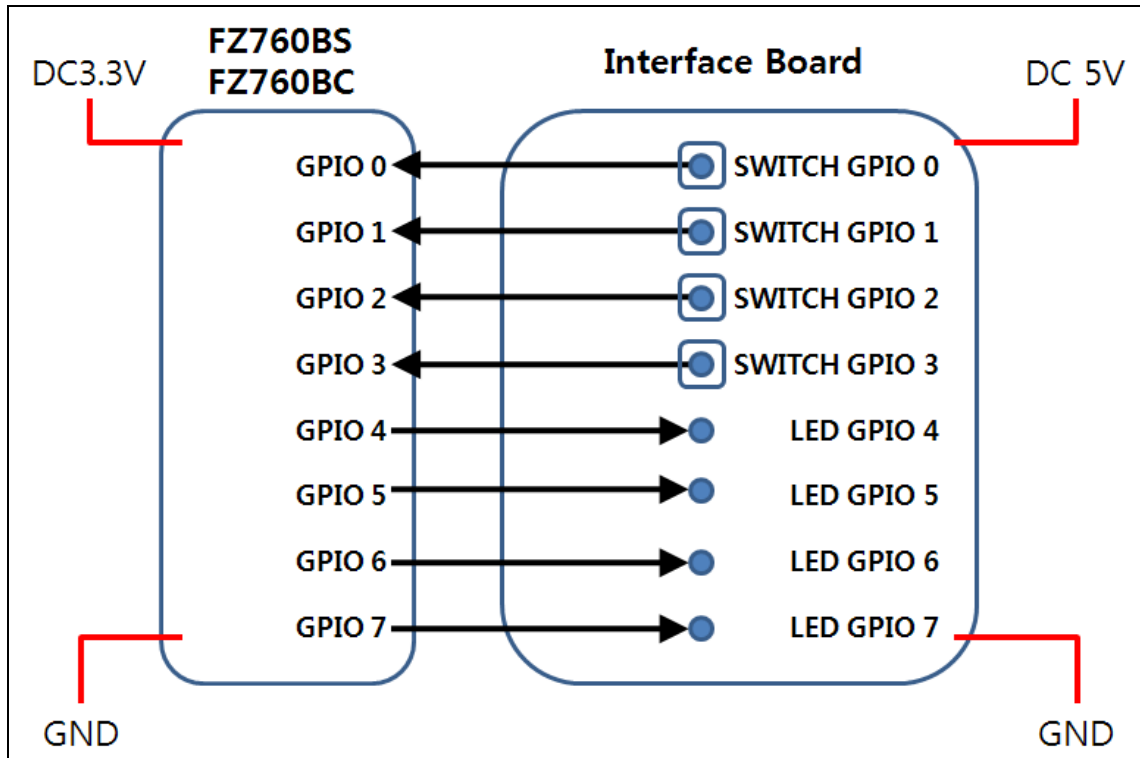 FZ760BS
FZ760BC
Interface Board
DC3.3V
DC 5V
GPIO 0
SWITCH GPIO 0
GPIO 1
SWITCH GPIO 1
GPIO 2
SWITCH GPIO 2
GPIO 3
SWITCH GPIO 3
GPIO 4
LED GPIO 4
GPIO 5
LED GPIO 5
GPIO 6
LED GPIO 6
GPIO 7
LED GPIO 7
GND
GND